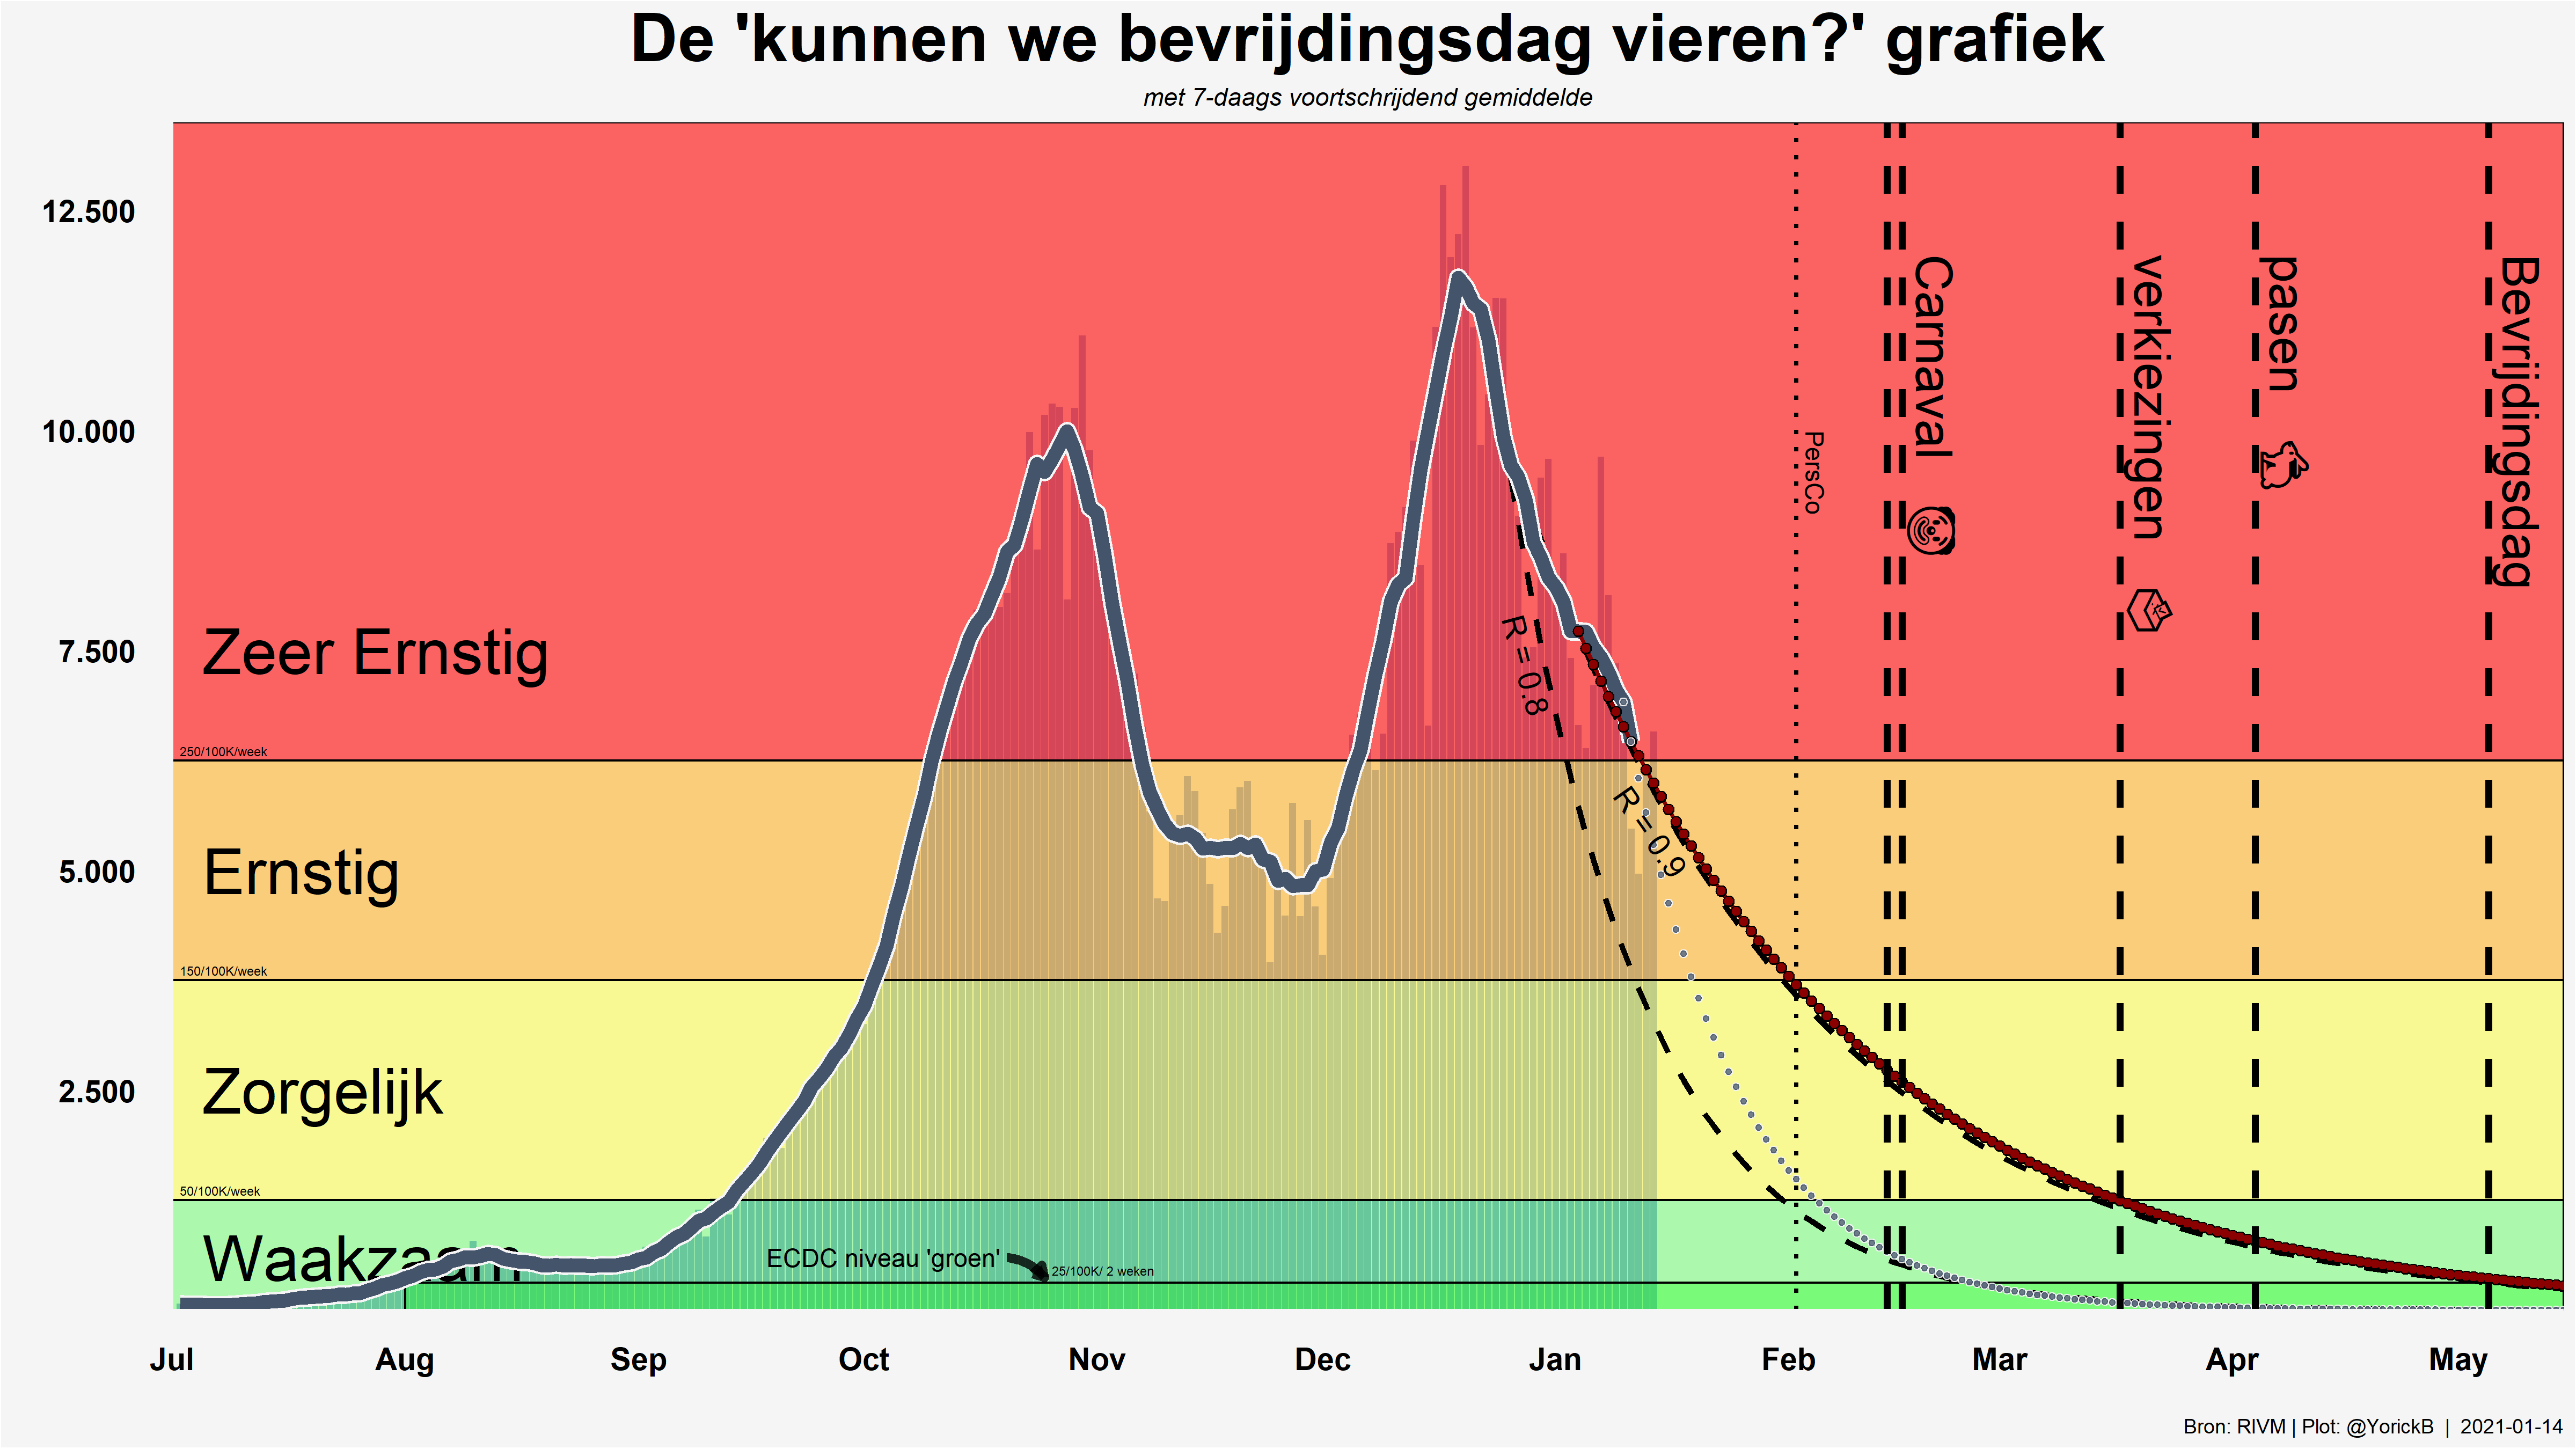 De 'kunnen we bevrijdingsdag vieren?' grafiek
met 7-daags voortschrijdend gemiddelde
12.500
10.000
7.500
5.000
2.500
Zeer Ernstig
250/100K/week
Ernstig
150/100K/week
Zorgelijk
50/100K/week
Waakzaam
ECDC niveau 'groen'
25/100K/ 2 weken
R =0.8
R =0.9
PersCo
Carnaval
verkiezingen
pasen
Bevrijdingsdag
Jul
Aug
Sep
Oct
Nov
Dec
Jan
Feb
Mar
Apr
May
Bron: RIVM | Plot: @YorickB | 2021-01-14